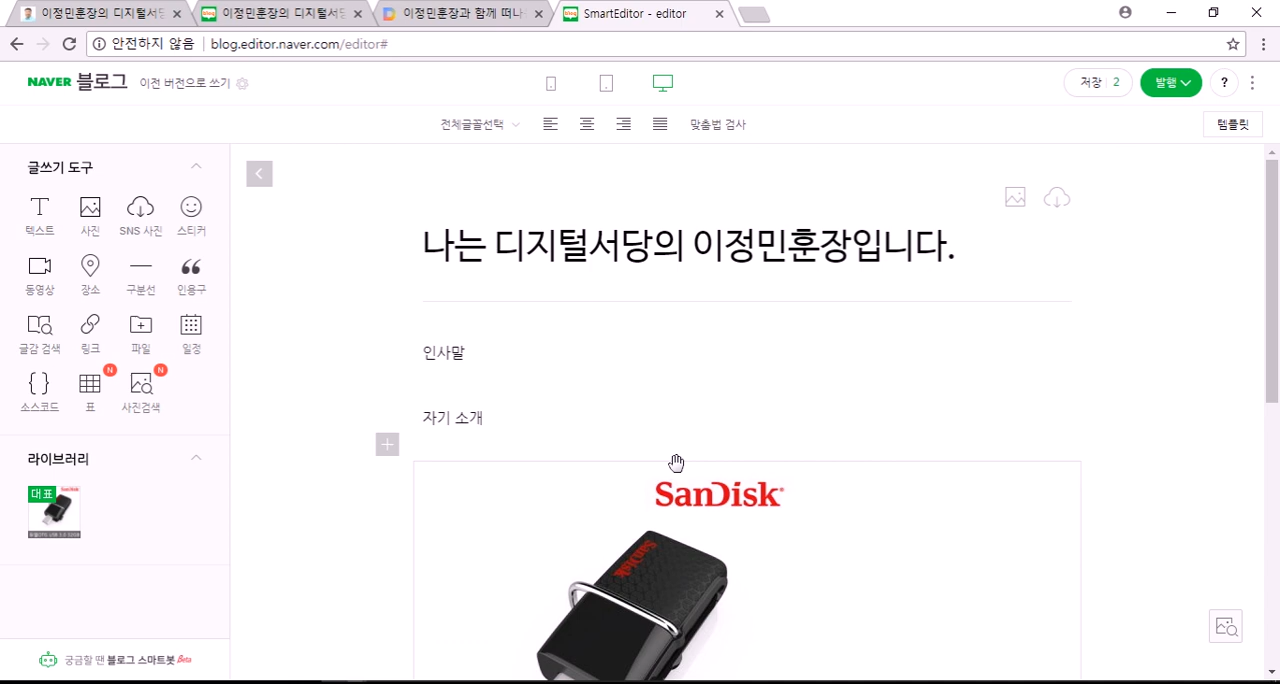 이정민훈장의 디지털서당
이정민훈장의 디지털서당
이정민훈장과 함께 떠나
SmartEditor - editor
안전하지 않음
blog.editor.naver.com/editor#
NAVER 블로그
이전 버전으로 쓰기
저장 2
발행
?
전체글꼴선택
맞춤법 검사
템플릿
글쓰기 도구
텍스트
사진
SNS 사진
스티커
동영상
장소
구분선
인용구
글감 검색
링크
파일
일정
N
N
소스코드
표
사진검색
라이브러리
대표
SanDisk
궁금할 땐 블로그 스마트봇 Beta
나는 디지털서당의 이정민훈장입니다.
인사말
자기 소개
SanDisk
SanDisk